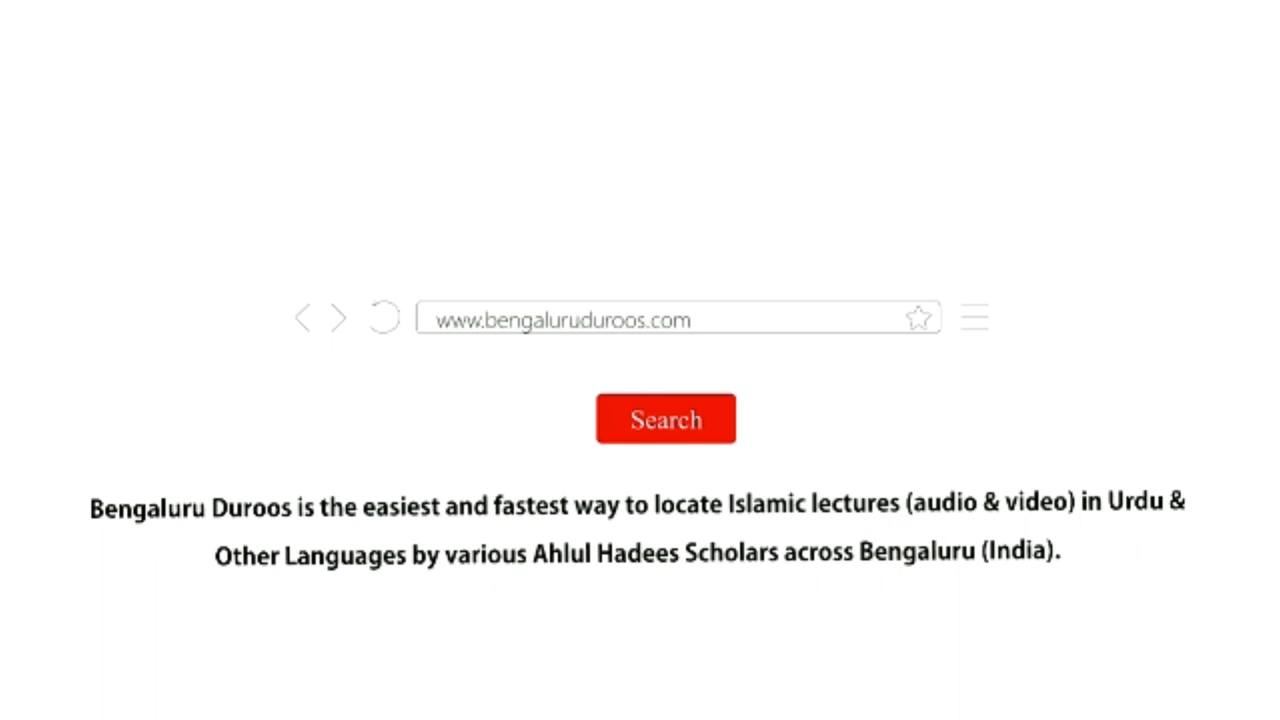 www.bengaluruduroos.com
Search
Bengaluru Duroos is the easiest and fastest way to locate Islamic lectures (audio & video) in Urdu &
Other Languages by various Ahlul Hadees Scholars across Bengaluru (India).